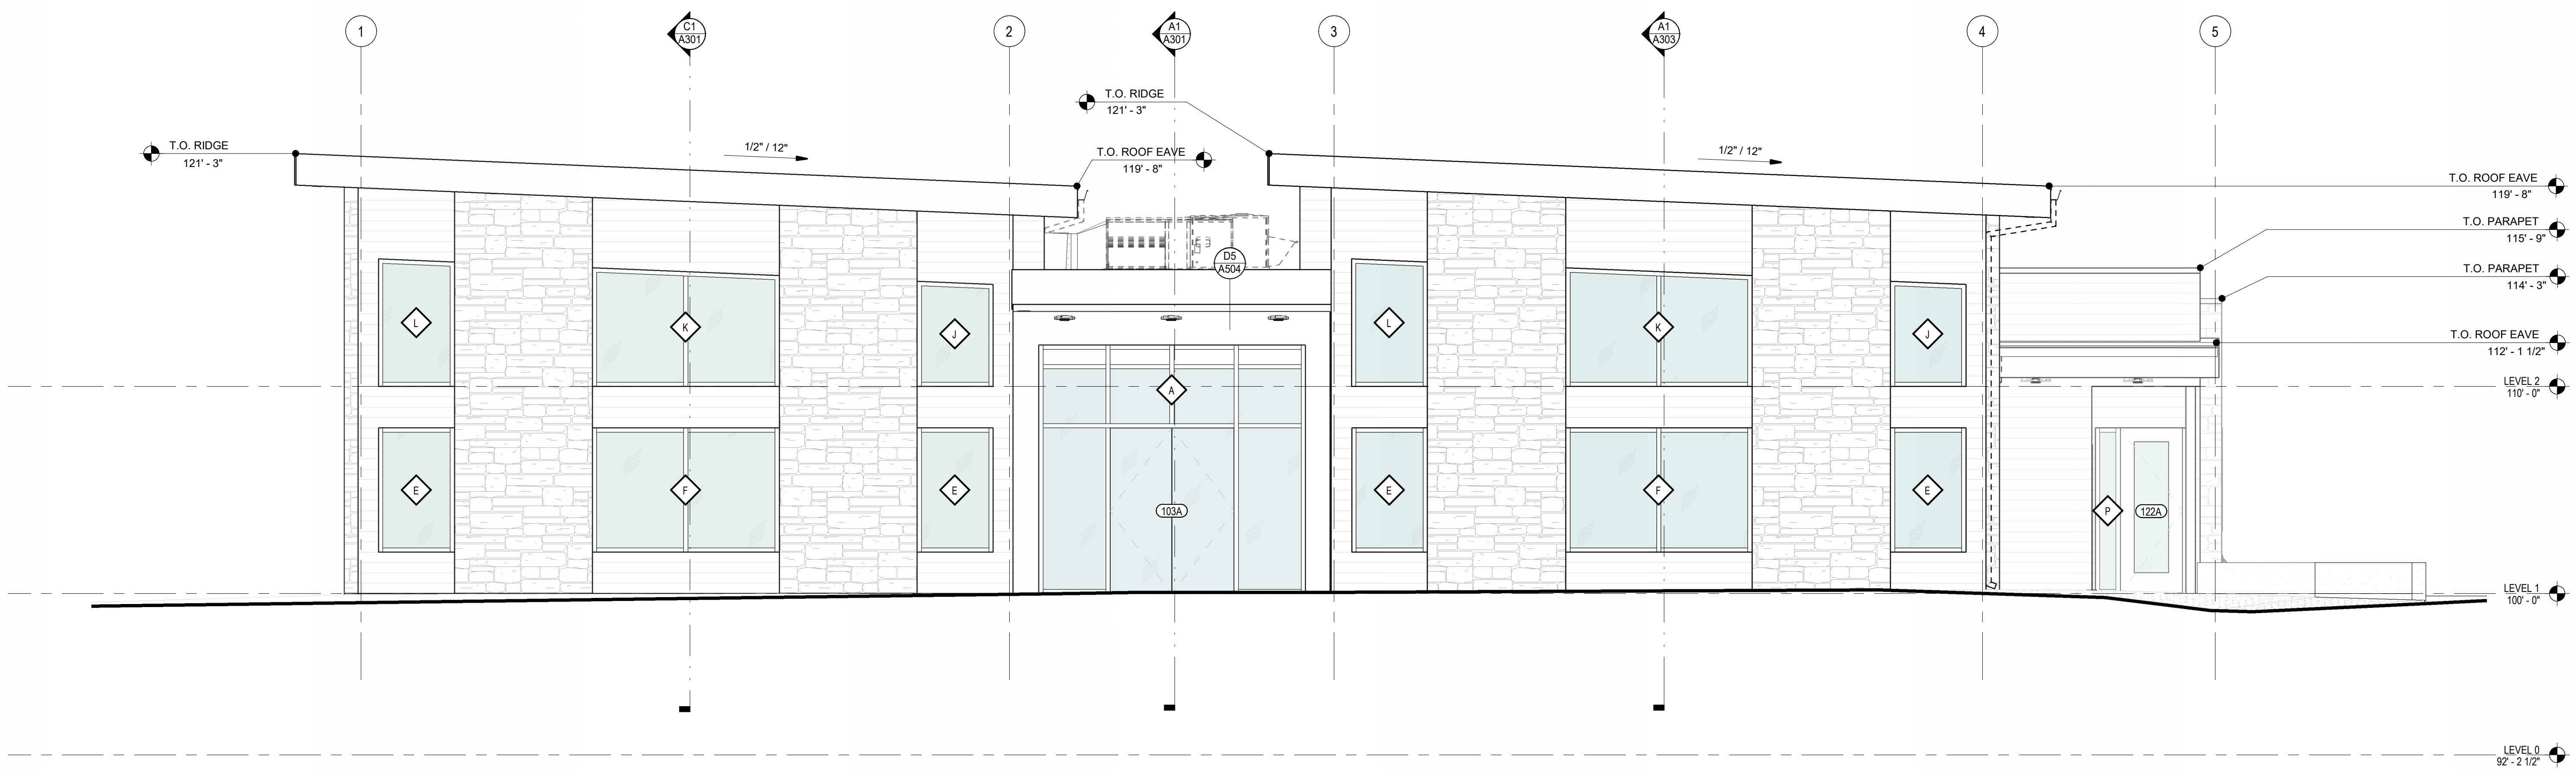 1
C1
A301
2
A1
A301
3
A1
A303
4
5
T.O. RIDGE
121' - 3"
T.O. RIDGE
121' - 3"
1/2" / 12"
T.O. ROOF EAVE
119' - 8"
1/2" / 12"
T.O. ROOF EAVE
119' - 8"
T.O. PARAPET
115' - 9"
D5
A504
T.O. PARAPET
114' - 3"
L
K
J
L
K
J
T.O. ROOF EAVE
112' - 1 1/2"
A
LEVEL 2
110' - 0"
E
F
E
103A
E
F
E
P
122A
LEVEL 1
100' - 0"
LEVEL 0
92' - 2 1/2"